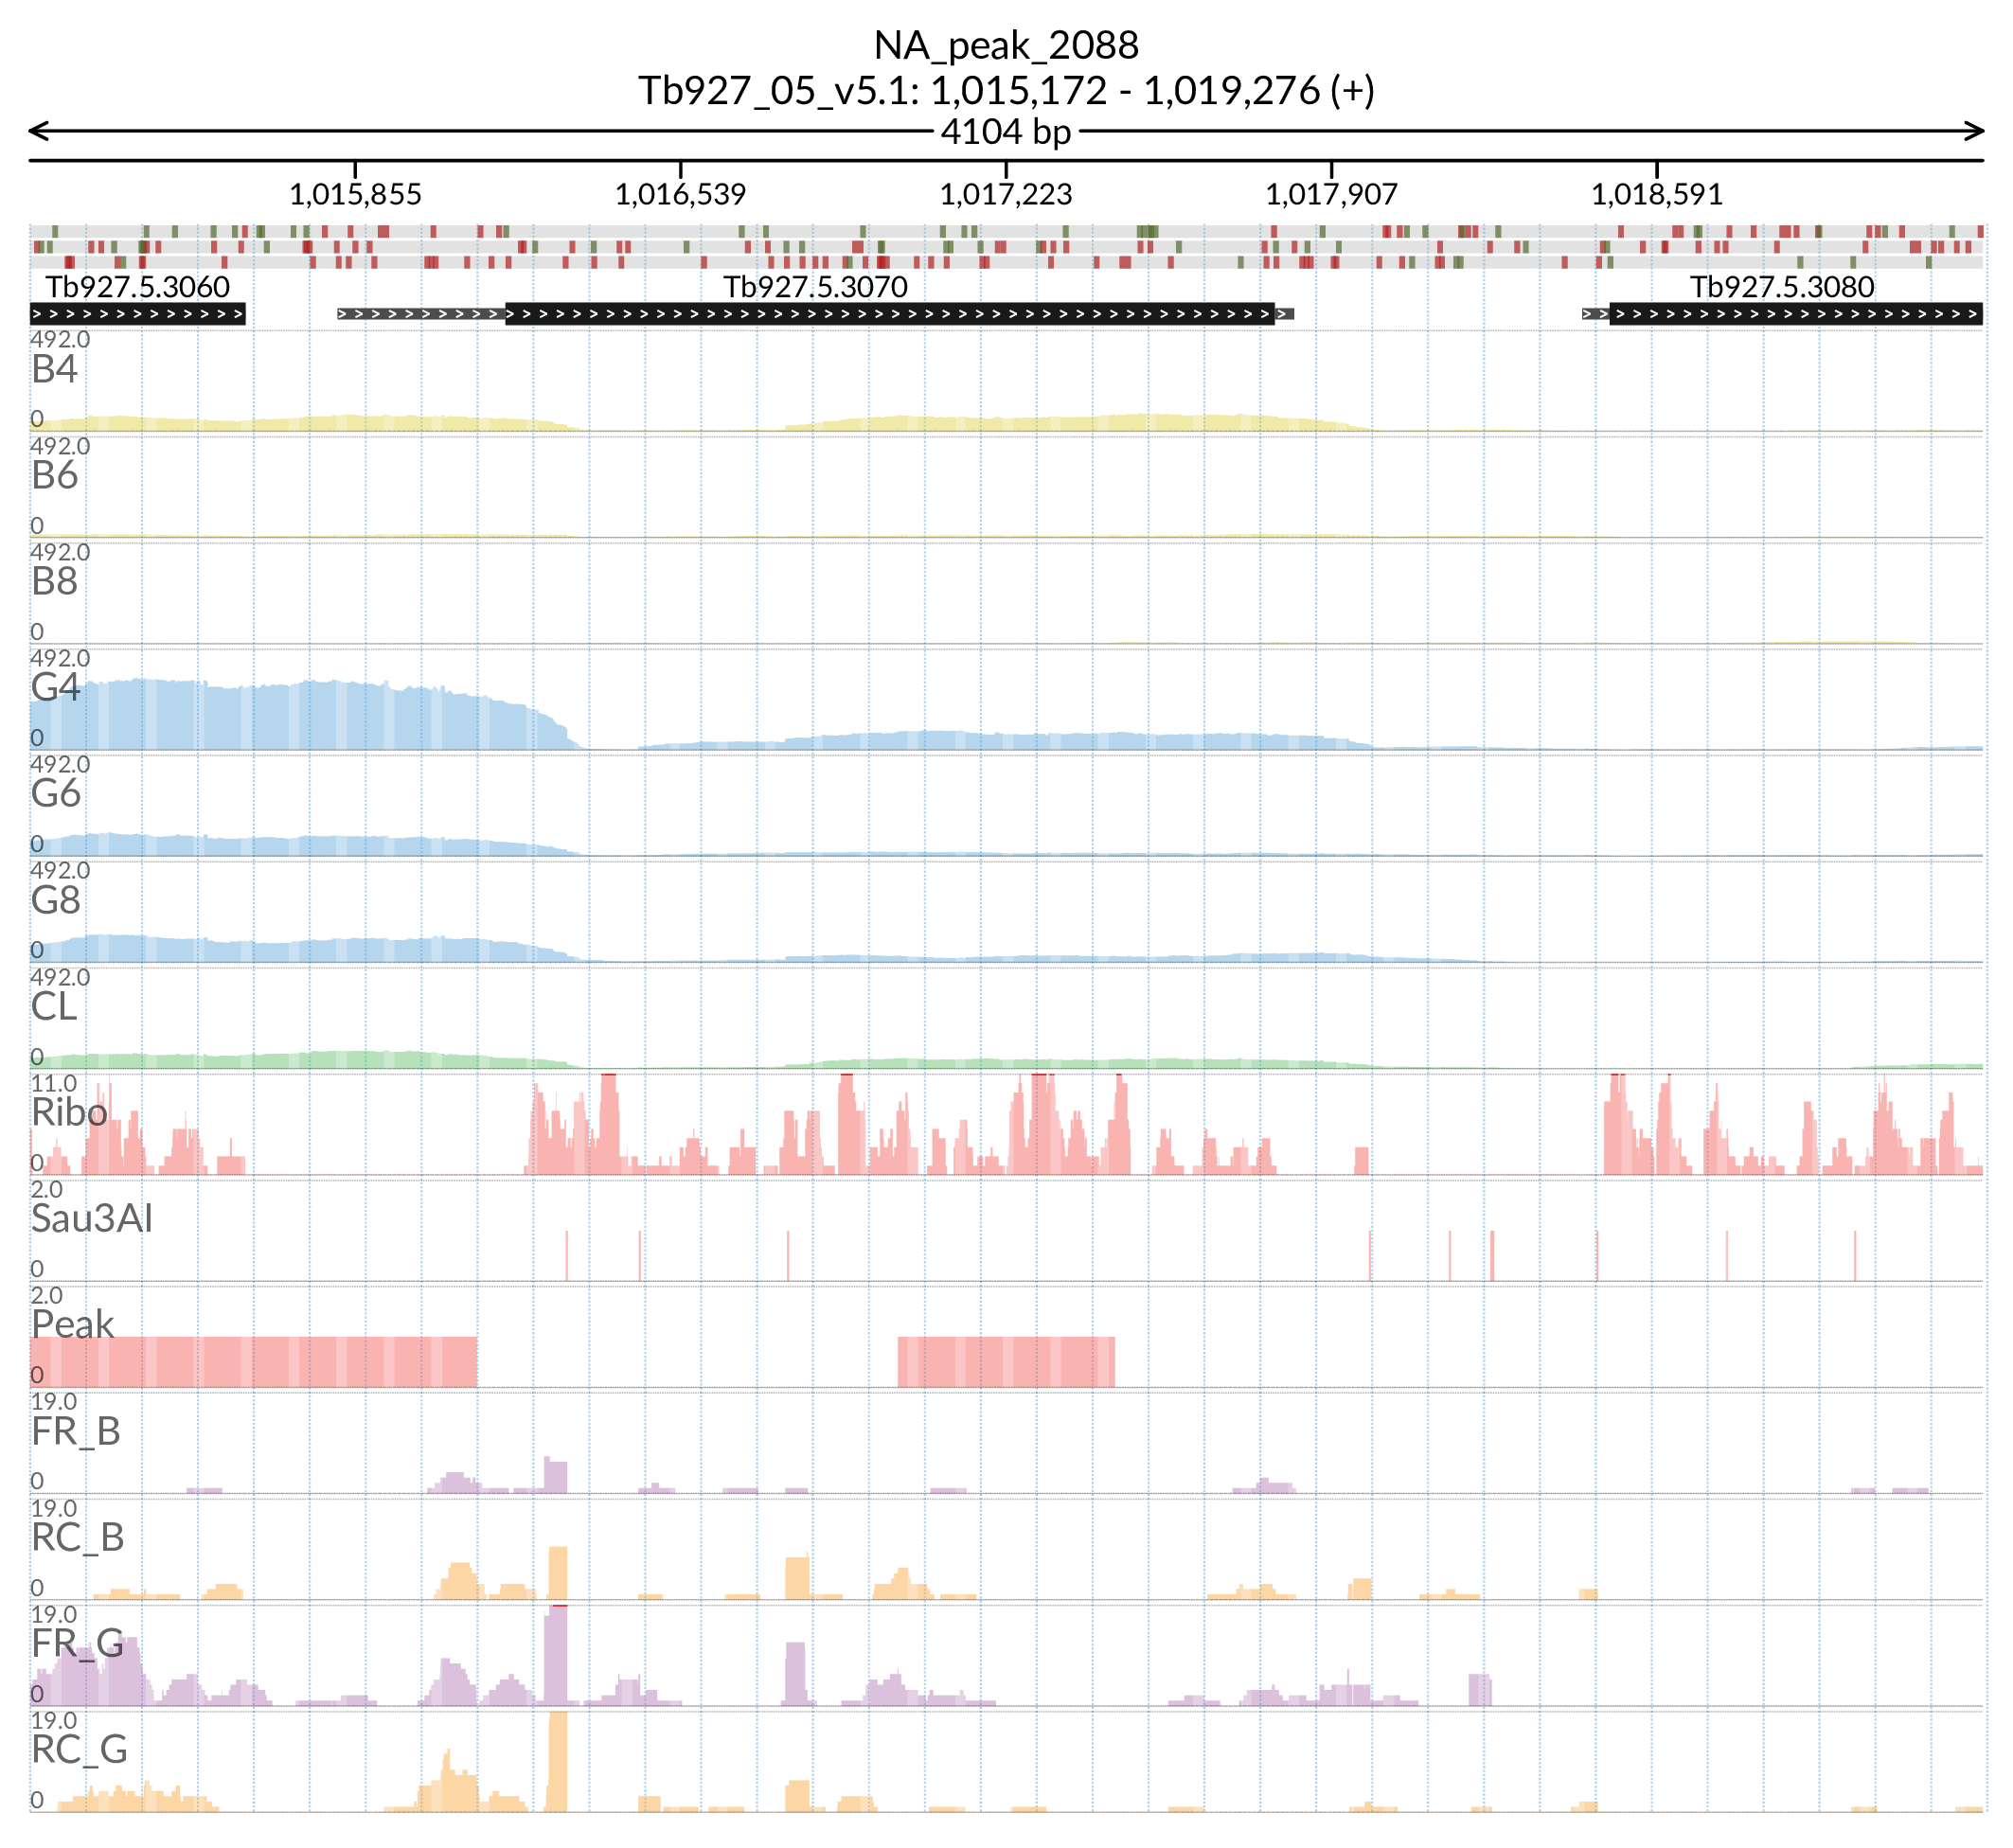 NA_peak_2088
Tb927_05_v5.1: 1,015,172 - 1,019,276 (+)
4104 bp
1,015,855 1,016,539 1,017,223 1,017,907 1,018,591
Tb927.5.3060 Tb927.5.3070 Tb927.5.3080
492.0
B4
0
492.0
B6
0
492.0
B8
0
492.0
G4
0
492.0
G6
0
492.0
G8
0
492.0
CL
0
11.0
Ribo
0
2.0
Sau3AI
0
2.0
Peak
0
19.0
FR_B
0
19.0
RC_B
0
19.0
FR_G
0
19.0
RC_G
0